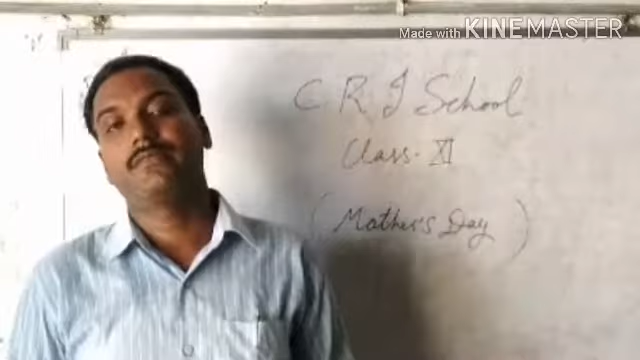 Made with KINEMASTER
C R J School
Class- XI
(Mother's Day)